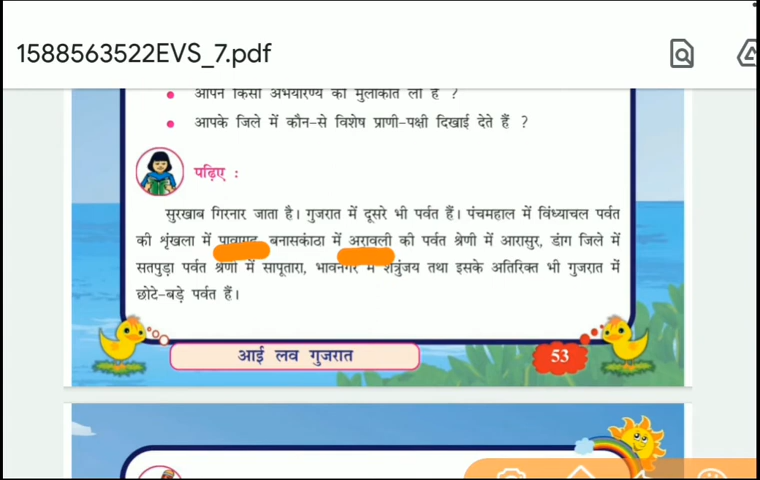 1588563522EVS_7.pdf
आपने किसी अभयारण्य की मुलाकात ली है ?
आपके जिले में कौन-से विशेष प्राणी-पक्षी दिखाई देते हैं ?
पढ़िए :
सुरखाब गिरनार जाता है। गुजरात में दूसरे भी पर्वत हैं। पंचमहाल में विंध्याचल पर्वत
की शृंखला में पावागढ़, बनासकांठा में अरावली की पर्वत श्रेणी में आरासुर, डांग जिले में
सतपुड़ा पर्वत श्रेणी में सापूतारा, भावनगर में शत्रुंजय तथा इसके अतिरिक्त भी गुजरात में
छोटे-बड़े पर्वत हैं।
आई लव गुजरात
53